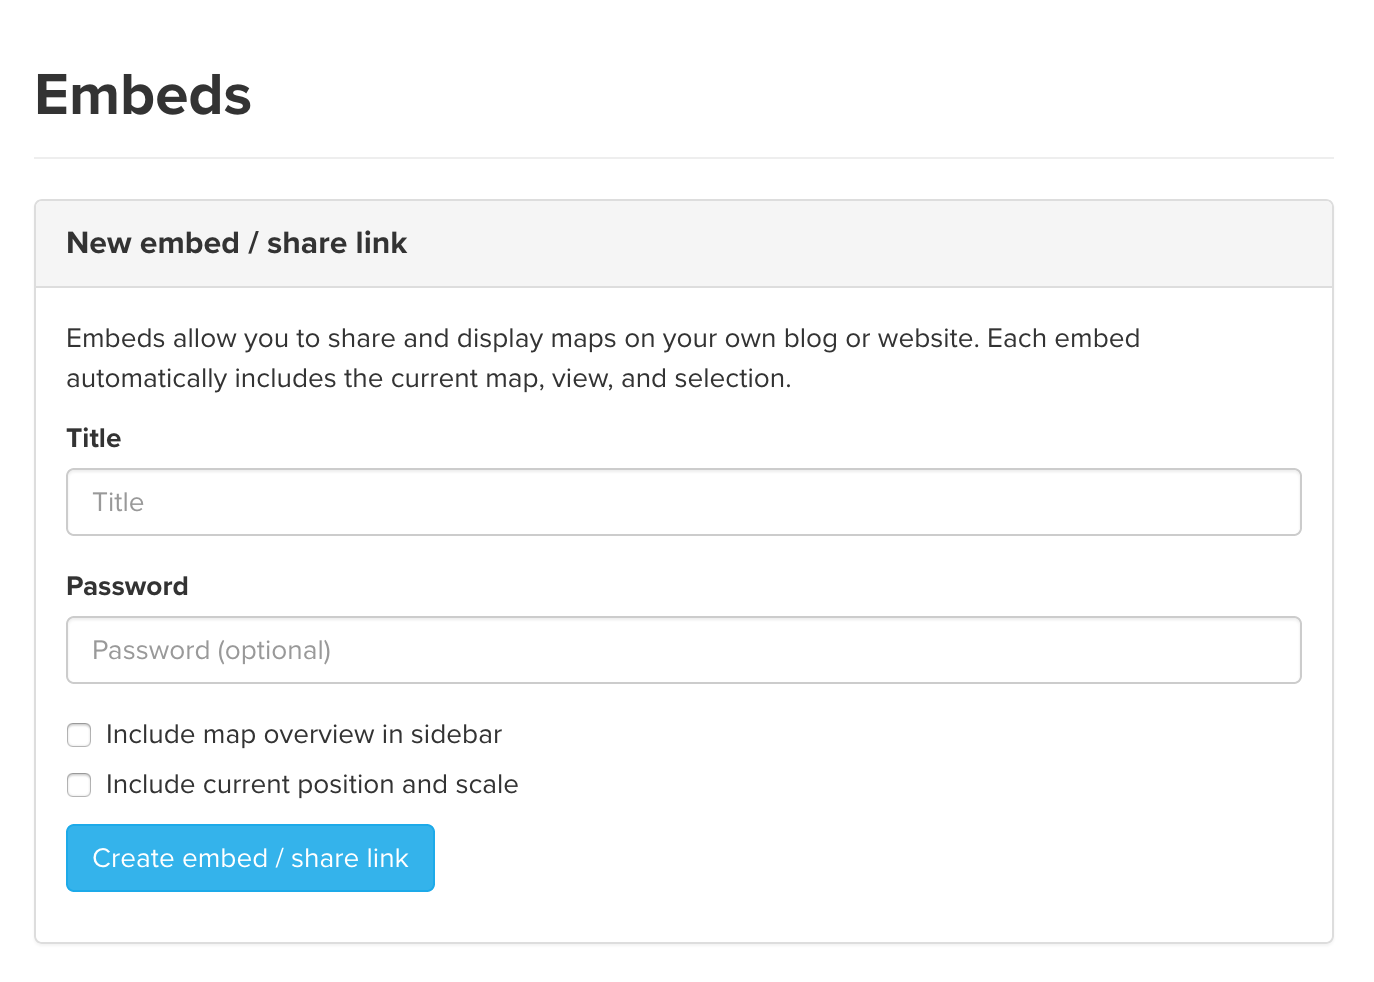 Embeds
New embed / share link
Embeds allow you to share and display maps on your own blog or website. Each embed
automatically includes the current map, view, and selection.
Title
Title
Password
Password (optional)
Include map overview in sidebar
Include current position and scale
Create embed / share link